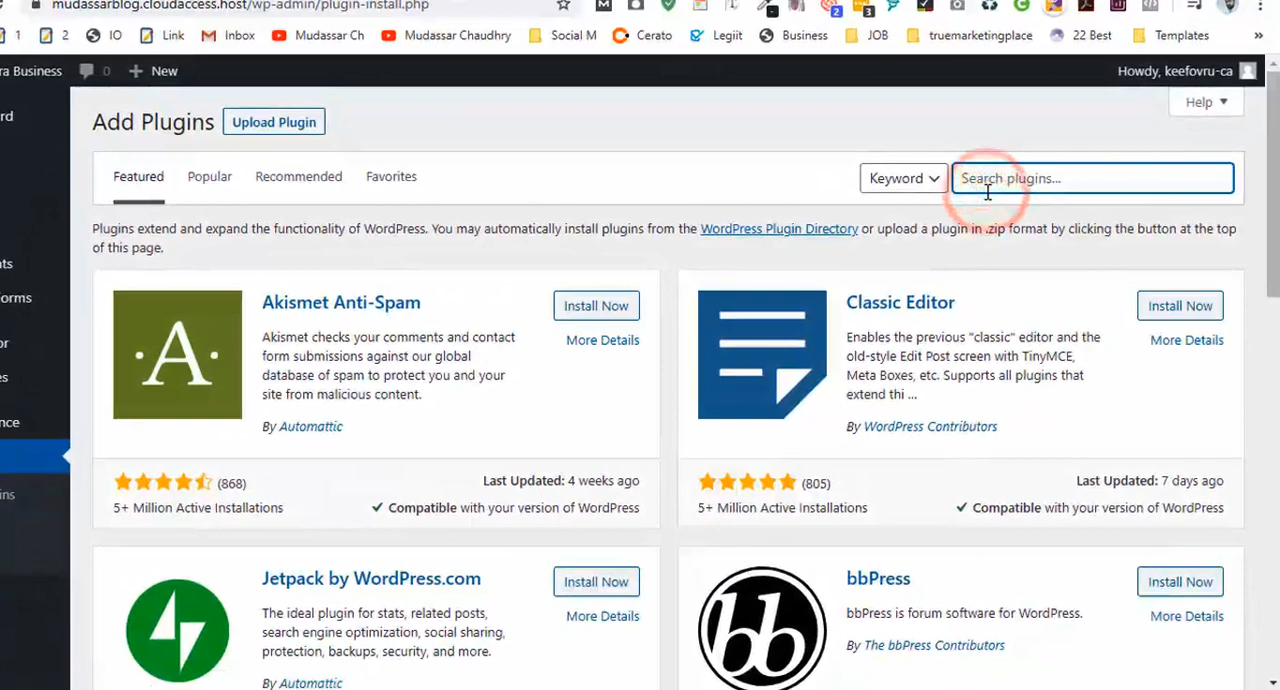 mudassarblog.cloudaccess.host/wp-admin/plugin-install.php
2
3
1
2
IO
Link
Inbox
Mudassar Ch
Mudassar Chaudhry
Social M
Cerato
Legiit
Business
JOB
truemarketingplace
22 Best
Templates
»
ra Business
0
New
Howdy, keefovru-ca
rd
nts
orms
or
es
nce
ins
Help
Add Plugins
Upload Plugin
Featured
Popular
Recommended
Favorites
Keyword
Search plugins...
Plugins extend and expand the functionality of WordPress. You may automatically install plugins from the WordPress Plugin Directory or upload a plugin in .zip format by clicking the button at the top
of this page.
A
Akismet Anti-Spam
Install Now
More Details
Akismet checks your comments and contact
form submissions against our global
database of spam to protect you and your
site from malicious content.
By Automattic
(868)
5+ Million Active Installations
Last Updated: 4 weeks ago
Compatible with your version of WordPress
Classic Editor
Install Now
More Details
Enables the previous "classic" editor and the
old-style Edit Post screen with TinyMCE,
Meta Boxes, etc. Supports all plugins that
extend thi ...
By WordPress Contributors
(805)
5+ Million Active Installations
Last Updated: 7 days ago
Compatible with your version of WordPress
Jetpack by WordPress.com
Install Now
More Details
The ideal plugin for stats, related posts,
search engine optimization, social sharing,
protection, backups, security, and more.
By Automattic
bb
bbPress
Install Now
More Details
bbPress is forum software for WordPress.
By The bbPress Contributors